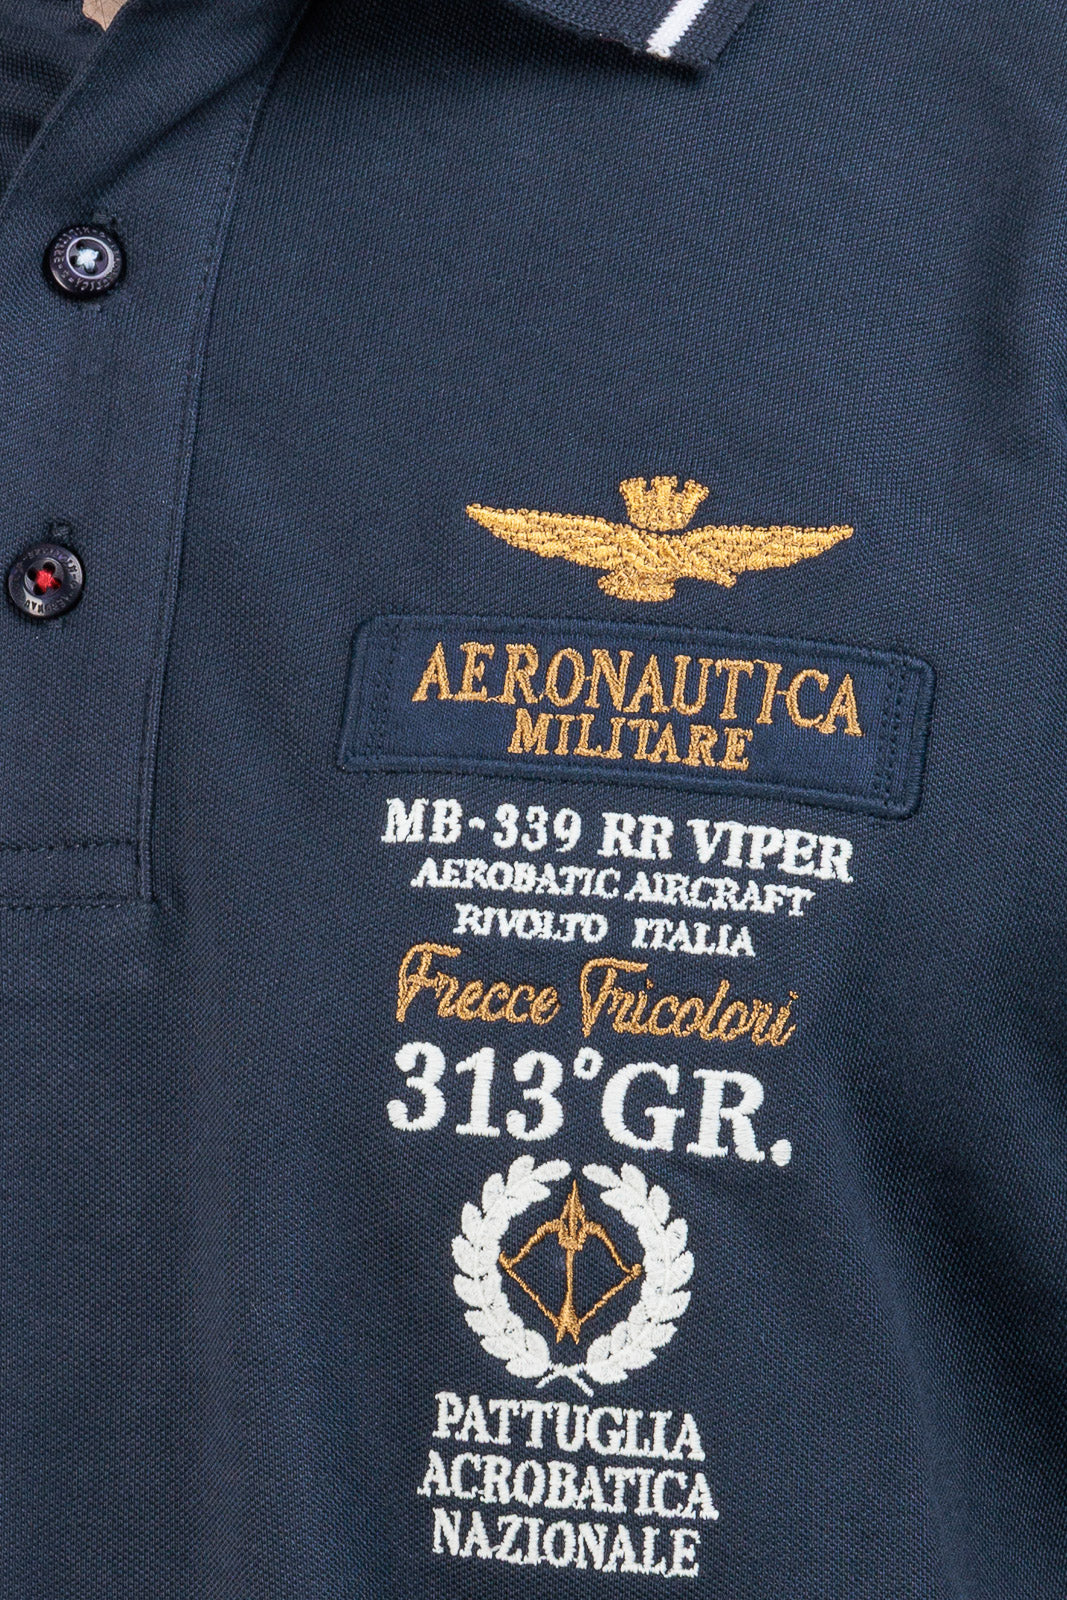 AERONAUTICA
MILITARE
MB-339 RR VIPER
AEROBATIC AIRCRAFT
RIVOLTO ITALIA
Frecce Tricolori
313°GR.
PATTUGLIA
ACROBATICA
NAZIONALE